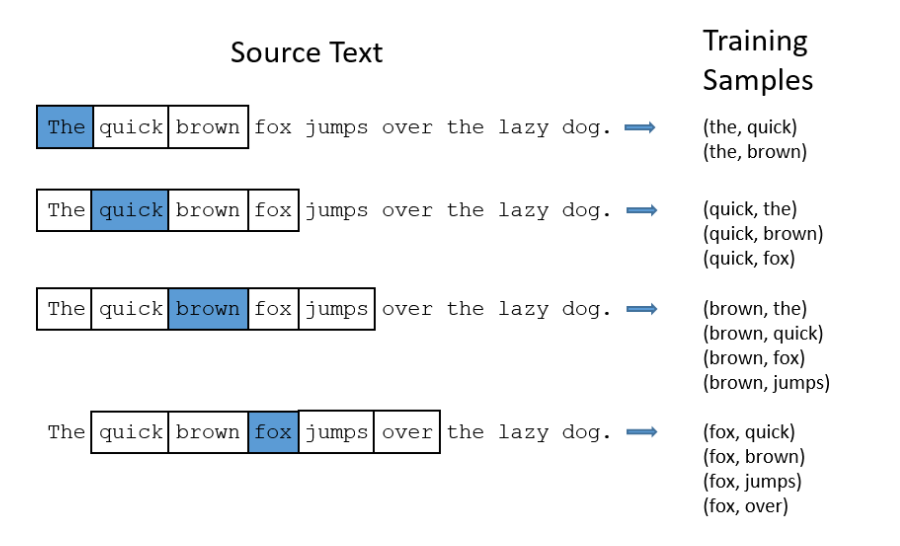 Source Text
Training
Samples
The quick brown fox jumps over the lazy dog.
(the, quick)
(the, brown)
The quick brown fox jumps over the lazy dog.
(quick, the)
(quick, brown)
(quick, fox)
The quick brown fox jumps over the lazy dog.
(brown, the)
(brown, quick)
(brown, fox)
(brown, jumps)
The quick brown fox jumps over the lazy dog.
(fox, quick)
(fox, brown)
(fox, jumps)
(fox, over)